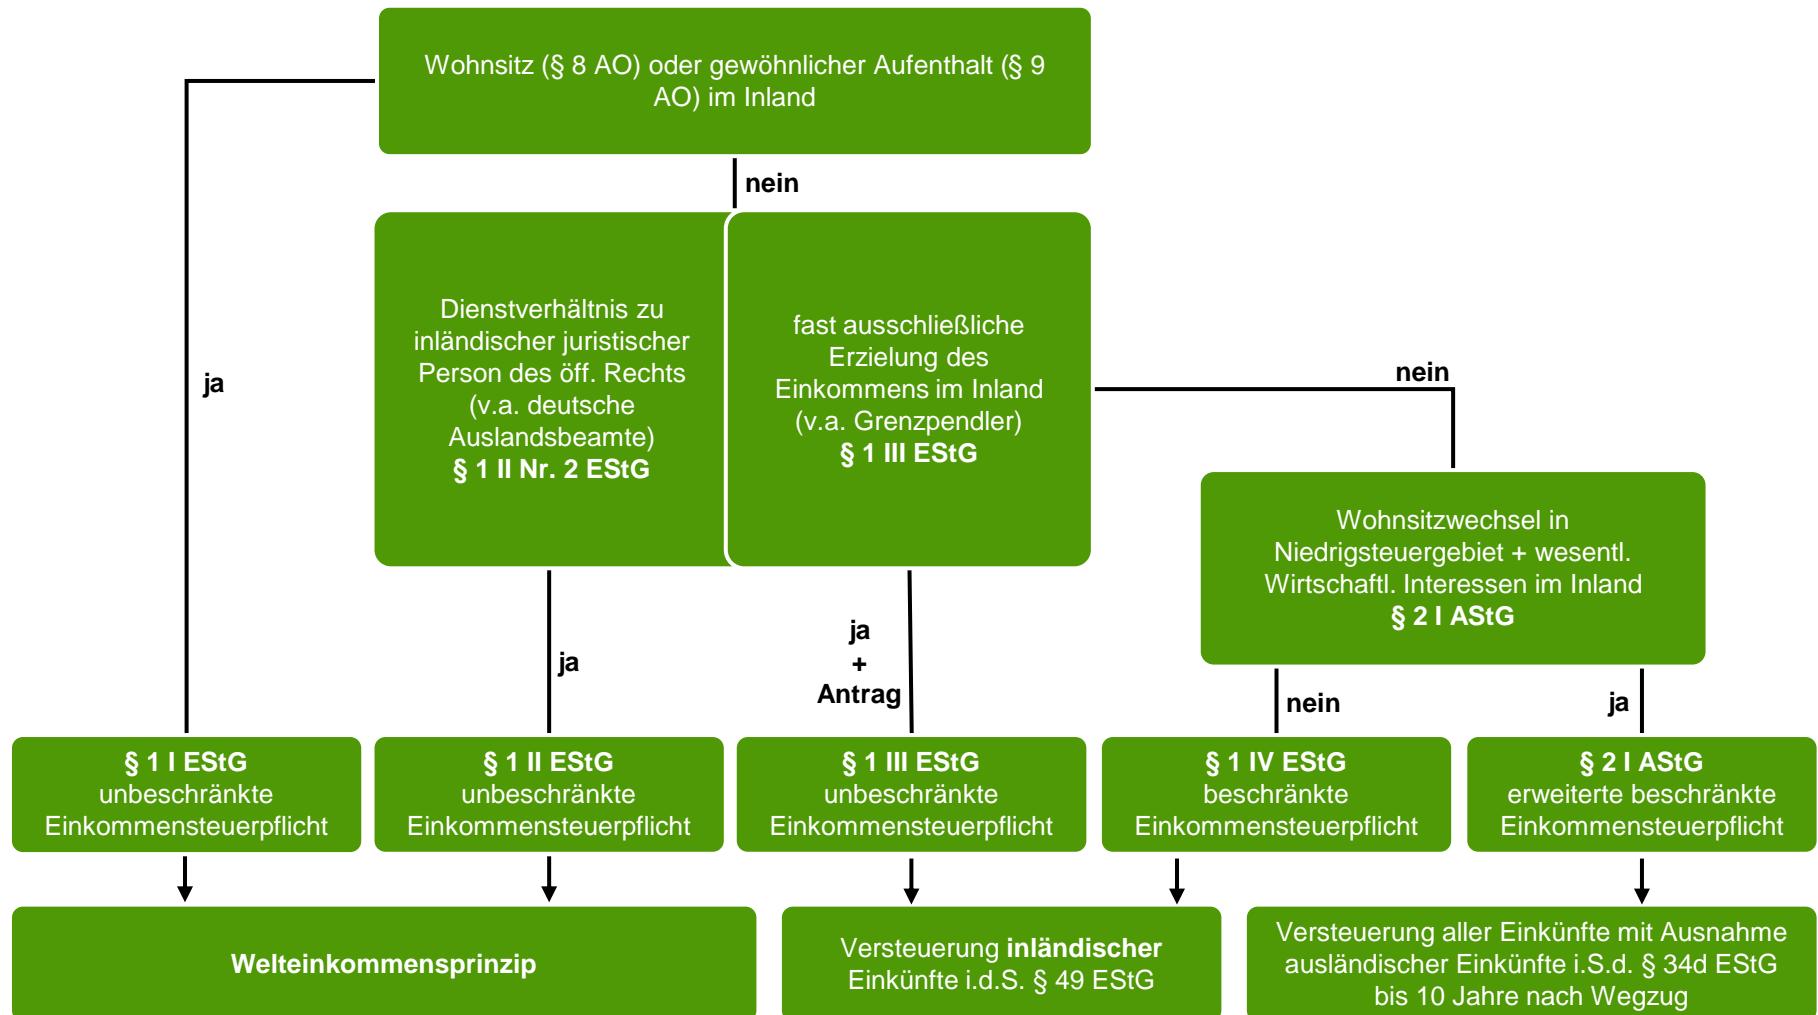 Wohnsitz (§ 8 AO) oder gewöhnlicher Aufenthalt (§ 9
AO) im Inland
nein
ja
Dienstverhältnis zu
inländischer juristischer
Person des öff. Rechts
(v.a. deutsche
Auslandsbeamte)
§ 1 II Nr. 2 EStG
fast ausschließliche
Erzielung des
Einkommens im Inland
(v.a. Grenzpendler)
§ 1 III EStG
nein
Wohnsitzwechsel in
Niedrigsteuergebiet + wesentl.
Wirtschaftl. Interessen im Inland
§ 2 I AStG
ja
ja
+
Antrag
nein
ja
§ 1 I EStG
unbeschränkte
Einkommensteuerpflicht
§ 1 II EStG
unbeschränkte
Einkommensteuerpflicht
§ 1 III EStG
unbeschränkte
Einkommensteuerpflicht
§ 1 IV EStG
beschränkte
Einkommensteuerpflicht
§ 2 I AStG
erweiterte beschränkte
Einkommensteuerpflicht
Welteinkommensprinzip
Versteuerung inländischer
Einkünfte i.d.S. § 49 EStG
Versteuerung aller Einkünfte mit Ausnahme
ausländischer Einkünfte i.S.d. § 34d EStG
bis 10 Jahre nach Wegzug